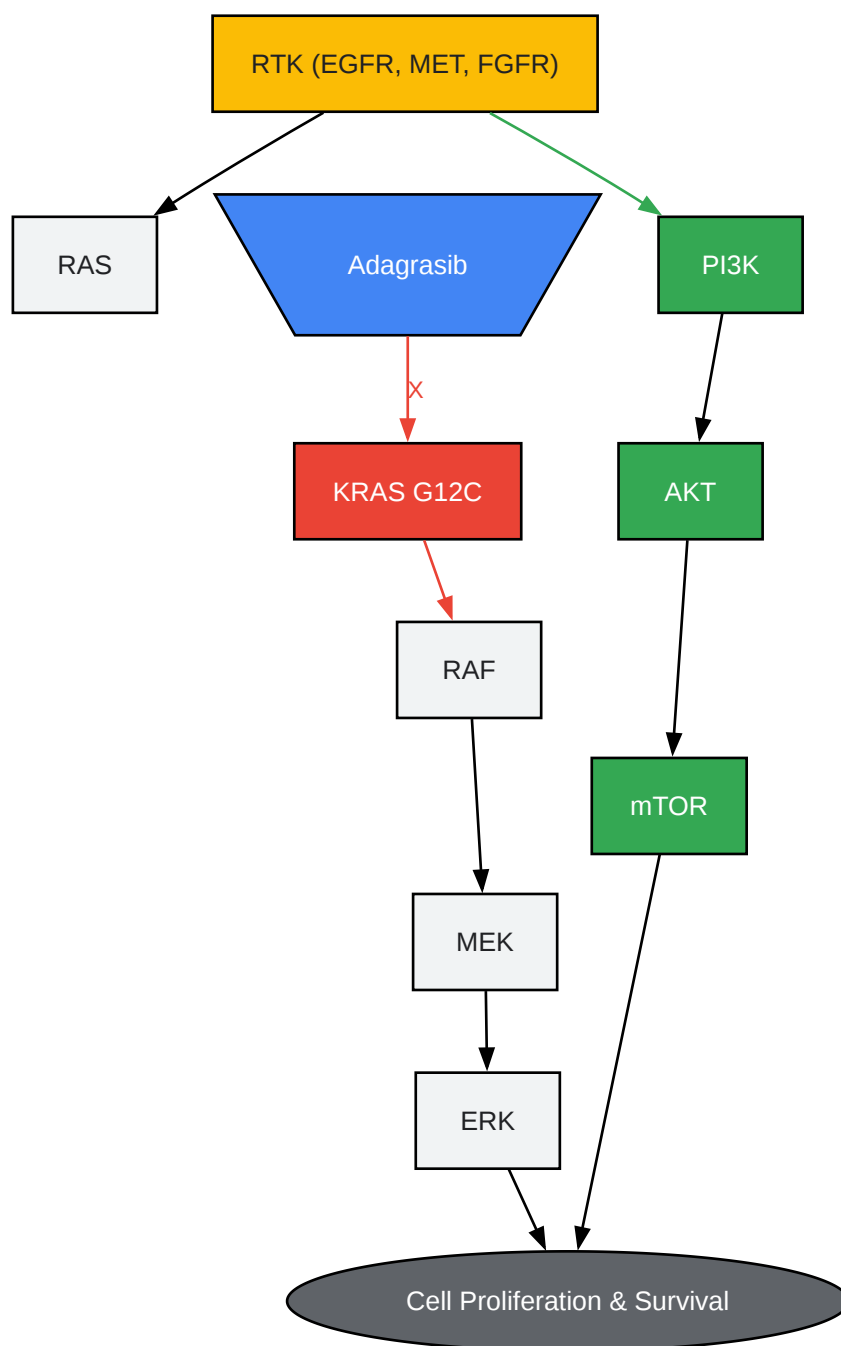 RTK (EGFR, MET, FGFR)
RAS
Adagrasib
PI3K
X
KRAS G12C
AKT
RAF
mTOR
MEK
ERK
Cell Proliferation & Survival